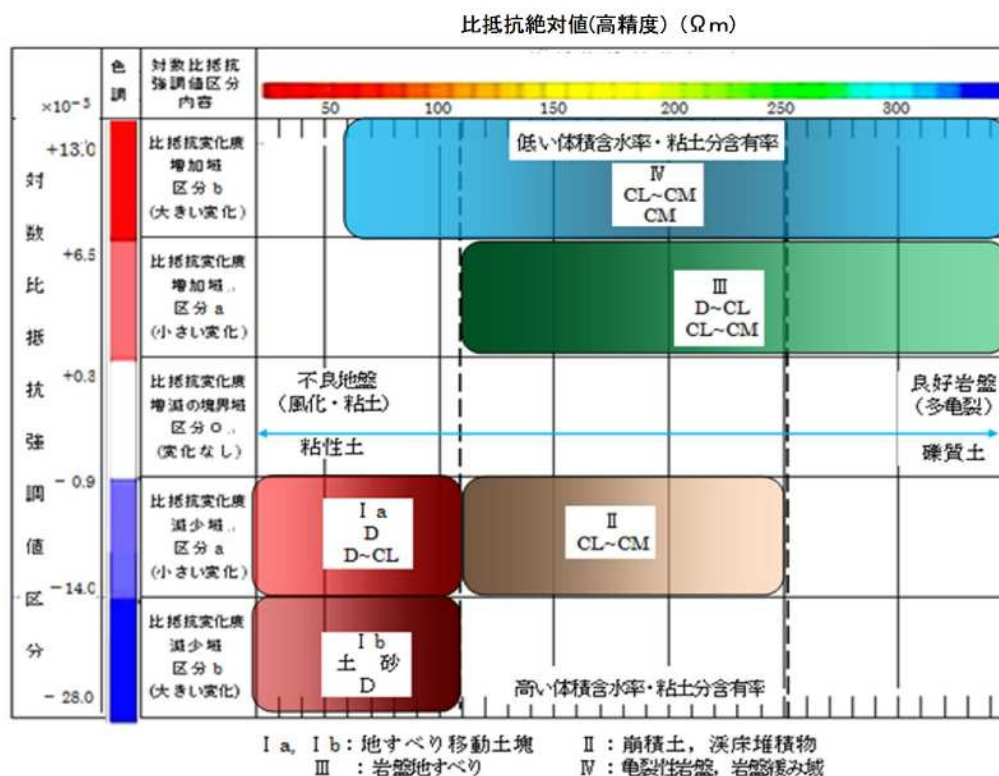 比抵抗絶対値(高精度)（Ωm）
色調
対数比抵抗
強調値区分
内容
50 100 150 200 250 300
×10⁻⁵
対数比抵抗強調値区分
+13.0
比抵抗変化度
増加域
区分b
(大きい変化)
低い体積含水率・粘土分含有率
Ⅳ
CL~CM
CM
+6.5
比抵抗変化度
増加域
区分a
(小さい変化)
Ⅲ
D~CL
CL~CM
+0.8
比抵抗変化度
増減の境界域
区分O
(変化なし)
不良地盤
(風化・粘土)
粘性土
良好岩盤
(多亀裂)
礫質土
-0.9
比抵抗変化度
減少域
区分a
(小さい変化)
Ⅰa
D
D~CL
Ⅱ
CL~CM
-14.0
比抵抗変化度
減少域
区分b
(大きい変化)
Ⅰb
土 砂
D
高い体積含水率・粘土分含有率
-28.0
Ⅰa, Ⅰb：地すべり移動土塊 Ⅱ：崩積土, 渓床堆積物
Ⅲ ：岩盤地すべり Ⅳ：亀裂性岩盤, 岩盤緩み域